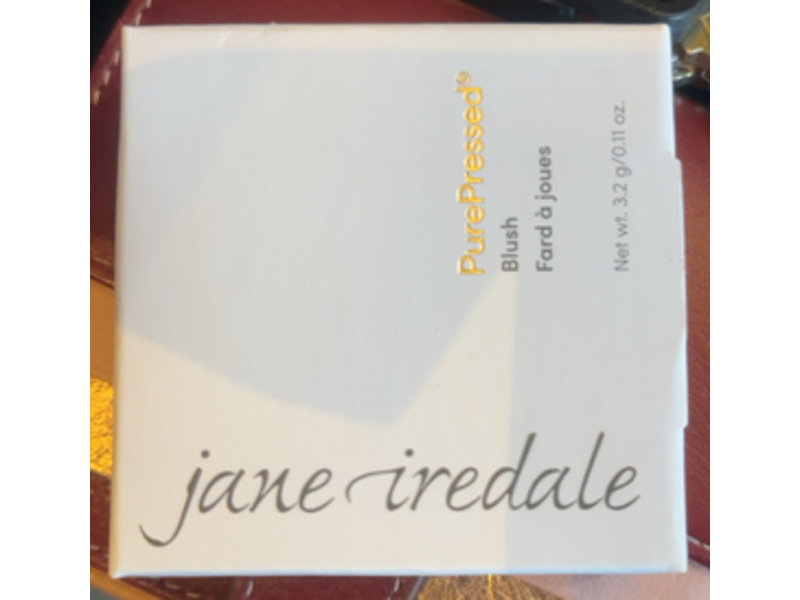 PurePressed®
Blush
Fard à joues
Net wt. 3.2 g/0.11 oz.
jane iredale